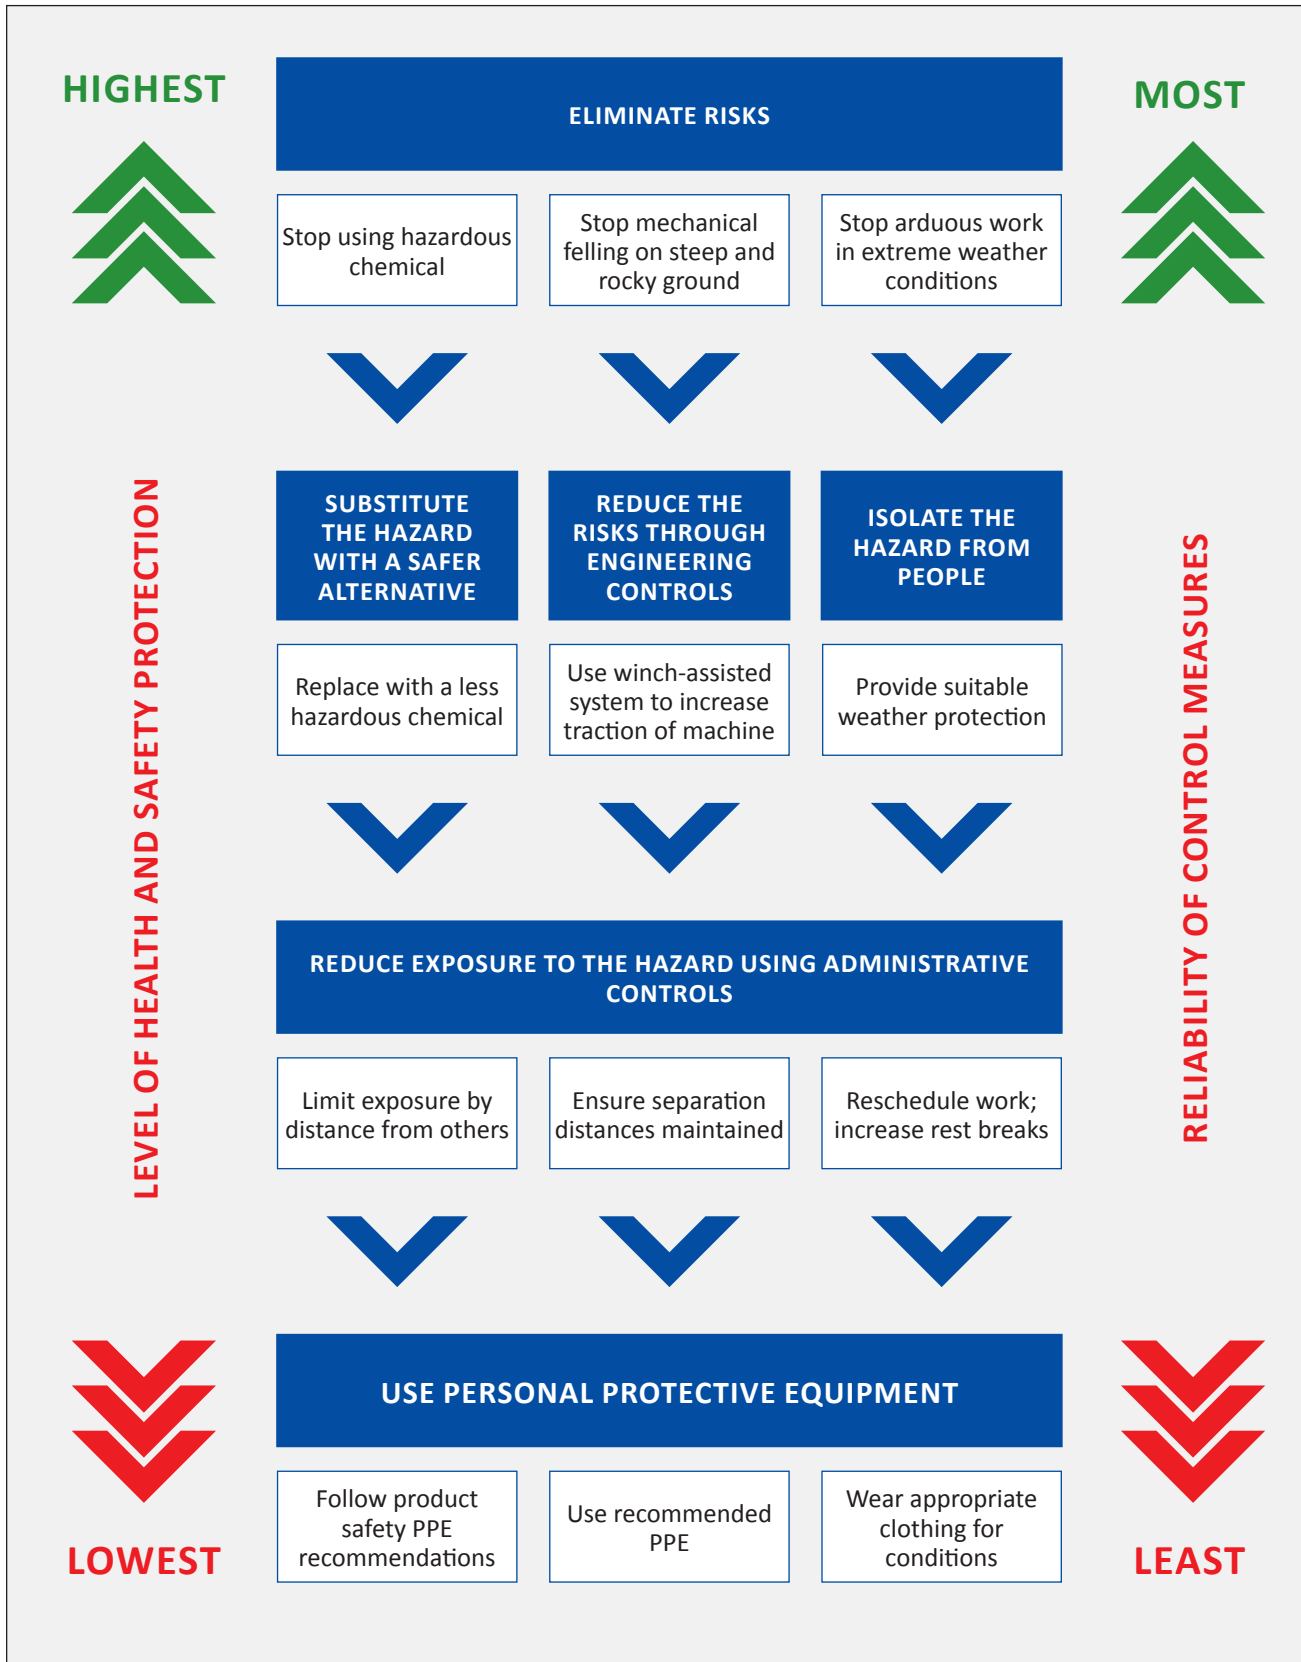 HIGHEST
ELIMINATE RISKS
MOST
Stop using hazardous
chemical
Stop mechanical
felling on steep and
rocky ground
Stop arduous work
in extreme weather
conditions
LEVEL OF HEALTH AND SAFETY PROTECTION
SUBSTITUTE
THE HAZARD
WITH A SAFER
ALTERNATIVE
REDUCE THE
RISKS THROUGH
ENGINEERING
CONTROLS
ISOLATE THE
HAZARD FROM
PEOPLE
RELIABILITY OF CONTROL MEASURES
Replace with a less
hazardous chemical
Use winch-assisted
system to increase
traction of machine
Provide suitable
weather protection
REDUCE EXPOSURE TO THE HAZARD USING ADMINISTRATIVE
CONTROLS
Limit exposure by
distance from others
Ensure separation
distances maintained
Reschedule work;
increase rest breaks
USE PERSONAL PROTECTIVE EQUIPMENT
Follow product
safety PPE
recommendations
Use recommended
PPE
Wear appropriate
clothing for
conditions
LOWEST
LEAST